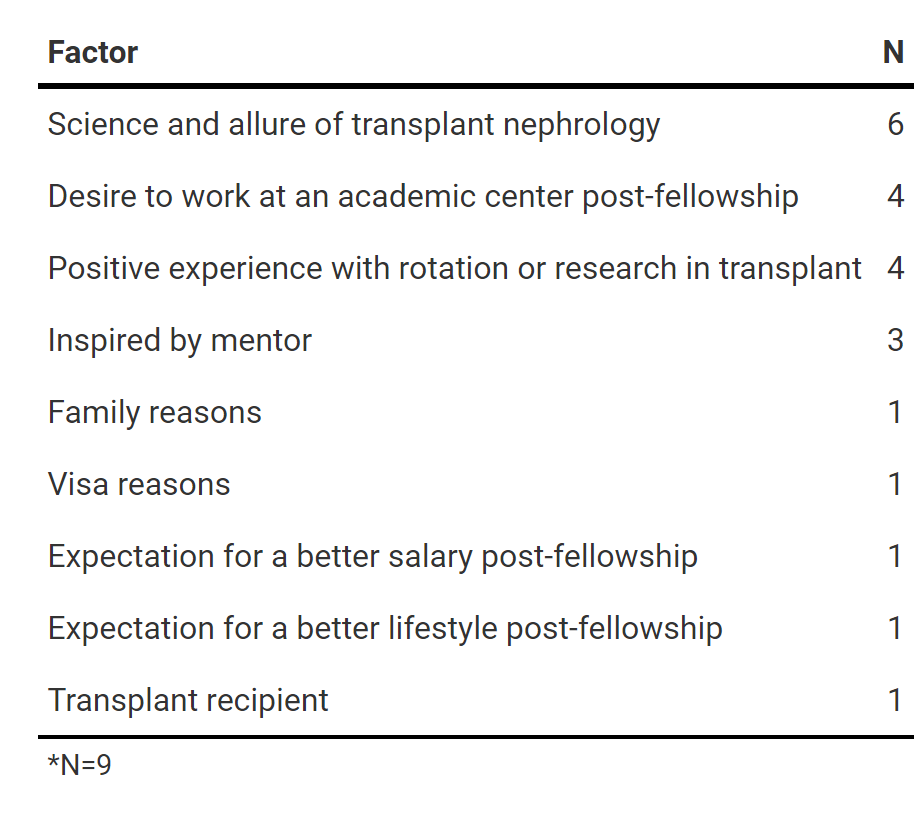 Factor N
Science and allure of transplant nephrology 6
Desire to work at an academic center post-fellowship 4
Positive experience with rotation or research in transplant 4
Inspired by mentor 3
Family reasons 1
Visa reasons 1
Expectation for a better salary post-fellowship 1
Expectation for a better lifestyle post-fellowship 1
Transplant recipient 1
*N=9